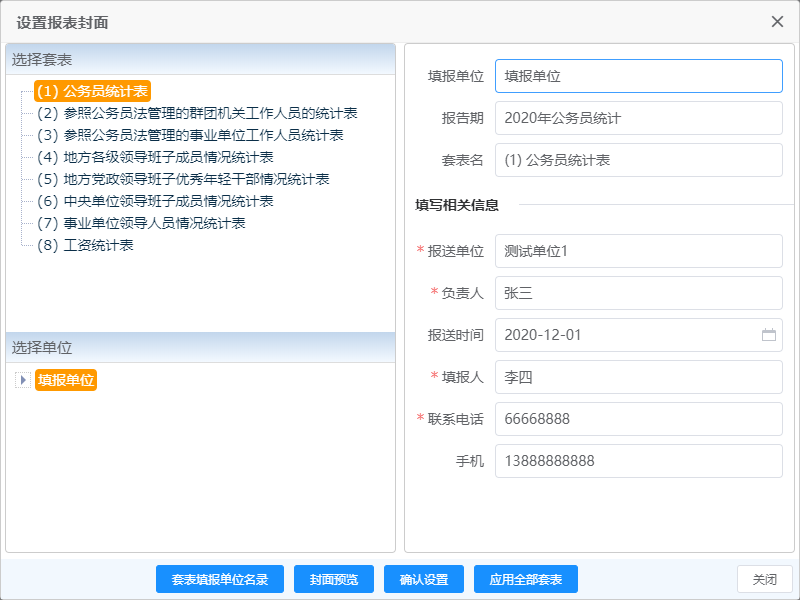 设置报表封面
选择套表
(1) 公务员统计表
(2) 参照公务员法管理的群团机关工作人员的统计表
(3) 参照公务员法管理的事业单位工作人员统计表
(4) 地方各级领导班子成员情况统计表
(5) 地方党政领导班子优秀年轻干部情况统计表
(6) 中央单位领导班子成员情况统计表
(7) 事业单位领导人员情况统计表
(8) 工资统计表
选择单位
填报单位
填报单位 填报单位
报告期 2020年公务员统计
套表名 (1) 公务员统计表
填写相关信息
* 报送单位 测试单位1
* 负责人 张三
报送时间 2020-12-01
* 填报人 李四
* 联系电话 66668888
手机 13888888888
套表填报单位名录 封面预览 确认设置 应用全部套表 关闭